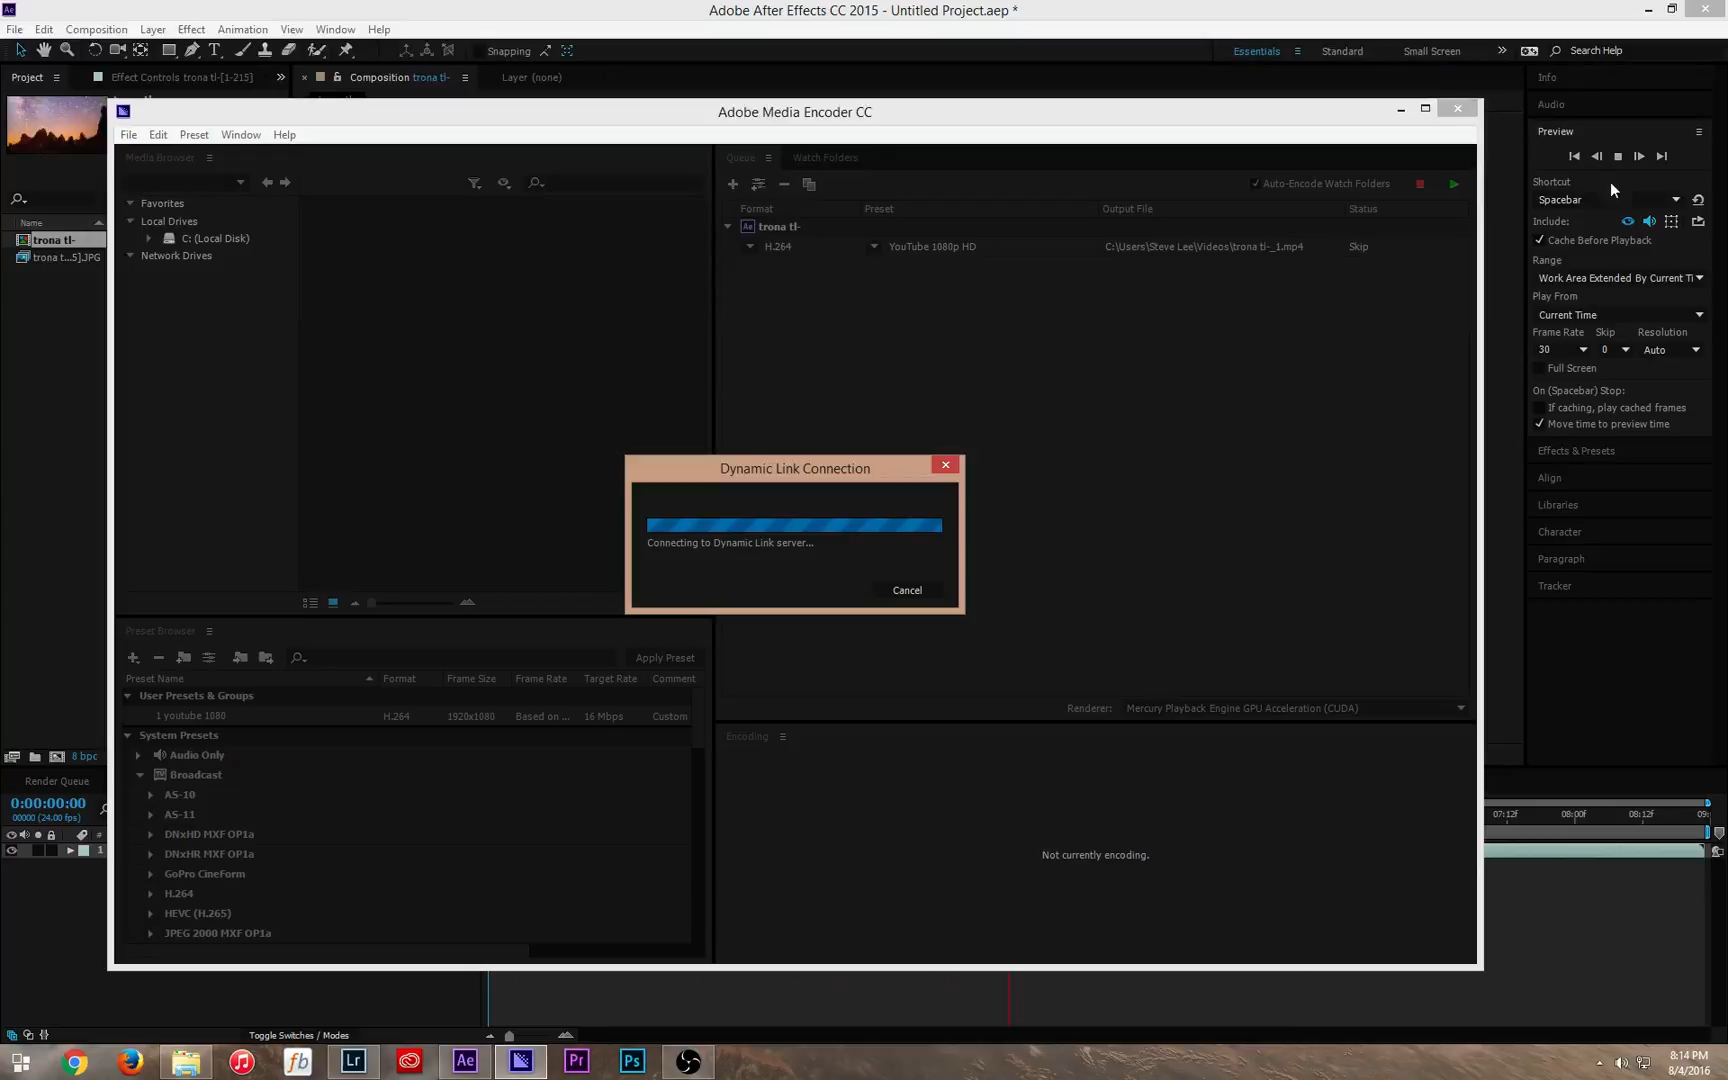 Adobe After Effects CC 2015 - Untitled Project.aep *
File Edit Composition Layer Effect Animation View Window Help
Snapping Essentials Standard Small Screen Search Help
Project Effect Controls trona tl-[1-215] Composition trona tl- Layer (none)
Info
Audio
Preview
Shortcut
Spacebar
Include:
Cache Before Playback
Range
Work Area Extended By Current Ti
Play From
Current Time
Frame Rate Skip Resolution
30 0 Auto
Full Screen
On (Spacebar) Stop:
If caching, play cached frames
Move time to preview time
Effects & Presets
Align
Libraries
Character
Paragraph
Tracker
Name
trona tl-
trona t...5].JPG
8 bpc
Adobe Media Encoder CC
File Edit Preset Window Help
Media Browser
Favorites
Local Drives
C: (Local Disk)
Network Drives
Queue Watch Folders
Auto-Encode Watch Folders
Format Preset Output File Status
Ae trona tl-
H.264 YouTube 1080p HD C:\Users\Steve Lee\Videos\trona tl-_1.mp4 Skip
Dynamic Link Connection
Connecting to Dynamic Link server...
Cancel
Renderer: Mercury Playback Engine GPU Acceleration (CUDA)
Preset Browser
Apply Preset
Preset Name Format Frame Size Frame Rate Target Rate Comment
User Presets & Groups
1 youtube 1080 H.264 1920x1080 Based on ... 16 Mbps Custom
System Presets
Audio Only
Broadcast
AS-10
AS-11
DNxHD MXF OP1a
DNxHR MXF OP1a
GoPro CineForm
H.264
HEVC (H.265)
JPEG 2000 MXF OP1a
Encoding
Not currently encoding.
Render Queue
0:00:00:00
00000 (24.00 fps)
#
1
07:12f 08:00f 08:12f 09:
Toggle Switches / Modes
fb Lr Ae Pr Ps
8:14 PM
8/4/2016